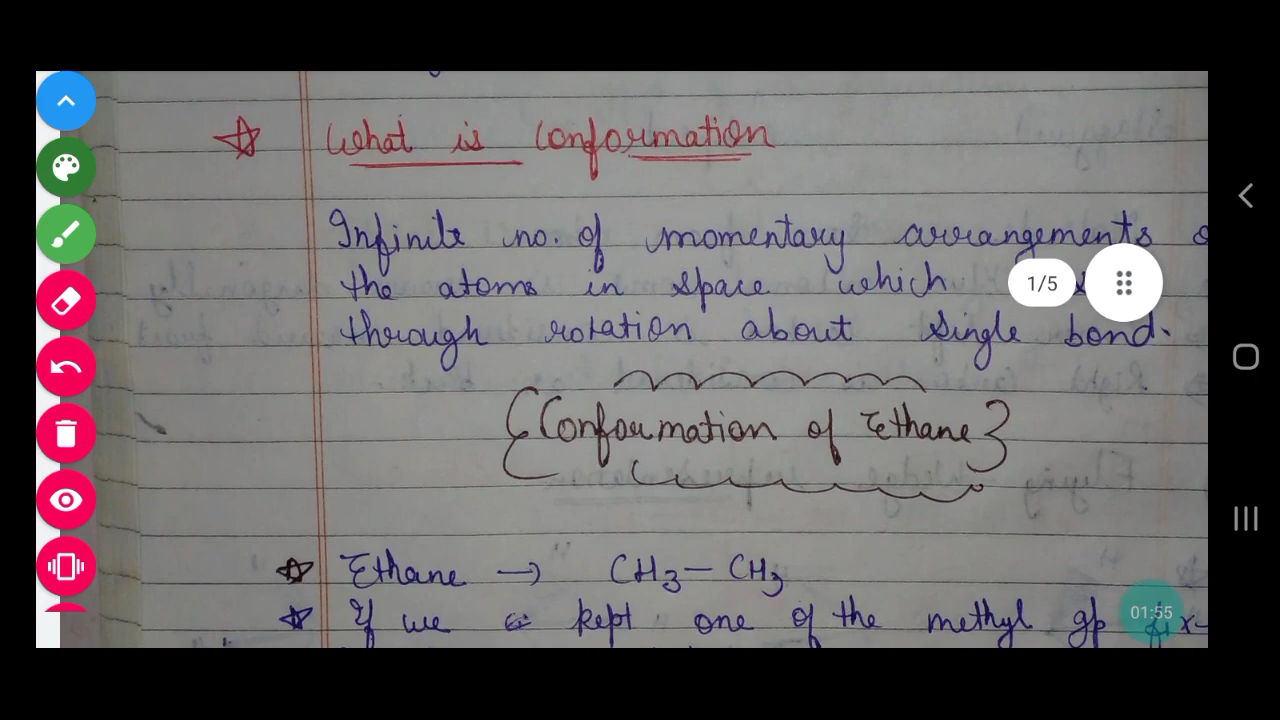 What is Conformation
Infinite no. of momentary arrangements
the atoms in space which
through rotation about single bond.
{Conformation of Ethane}
Ethane → CH3 — CH3
If we kept one of the methyl gp fix-
1/5
01:55